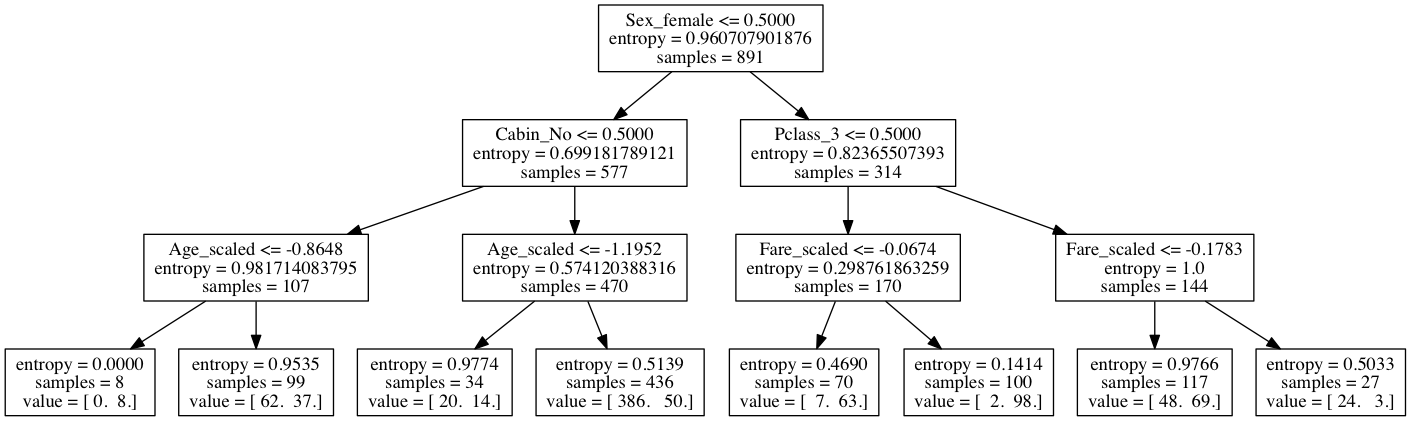 Sex_female <= 0.5000
entropy = 0.960707901876
samples = 891
Cabin_No <= 0.5000
entropy = 0.699181789121
samples = 577
Pclass_3 <= 0.5000
entropy = 0.82365507393
samples = 314
Age_scaled <= -0.8648
entropy = 0.981714083795
samples = 107
Age_scaled <= -1.1952
entropy = 0.574120388316
samples = 470
Fare_scaled <= -0.0674
entropy = 0.298761863259
samples = 170
Fare_scaled <= -0.1783
entropy = 1.0
samples = 144
entropy = 0.0000
samples = 8
value = [ 0. 8.]
entropy = 0.9535
samples = 99
value = [ 62. 37.]
entropy = 0.9774
samples = 34
value = [ 20. 14.]
entropy = 0.5139
samples = 436
value = [ 386. 50.]
entropy = 0.4690
samples = 70
value = [ 7. 63.]
entropy = 0.1414
samples = 100
value = [ 2. 98.]
entropy = 0.9766
samples = 117
value = [ 48. 69.]
entropy = 0.5033
samples = 27
value = [ 24. 3.]